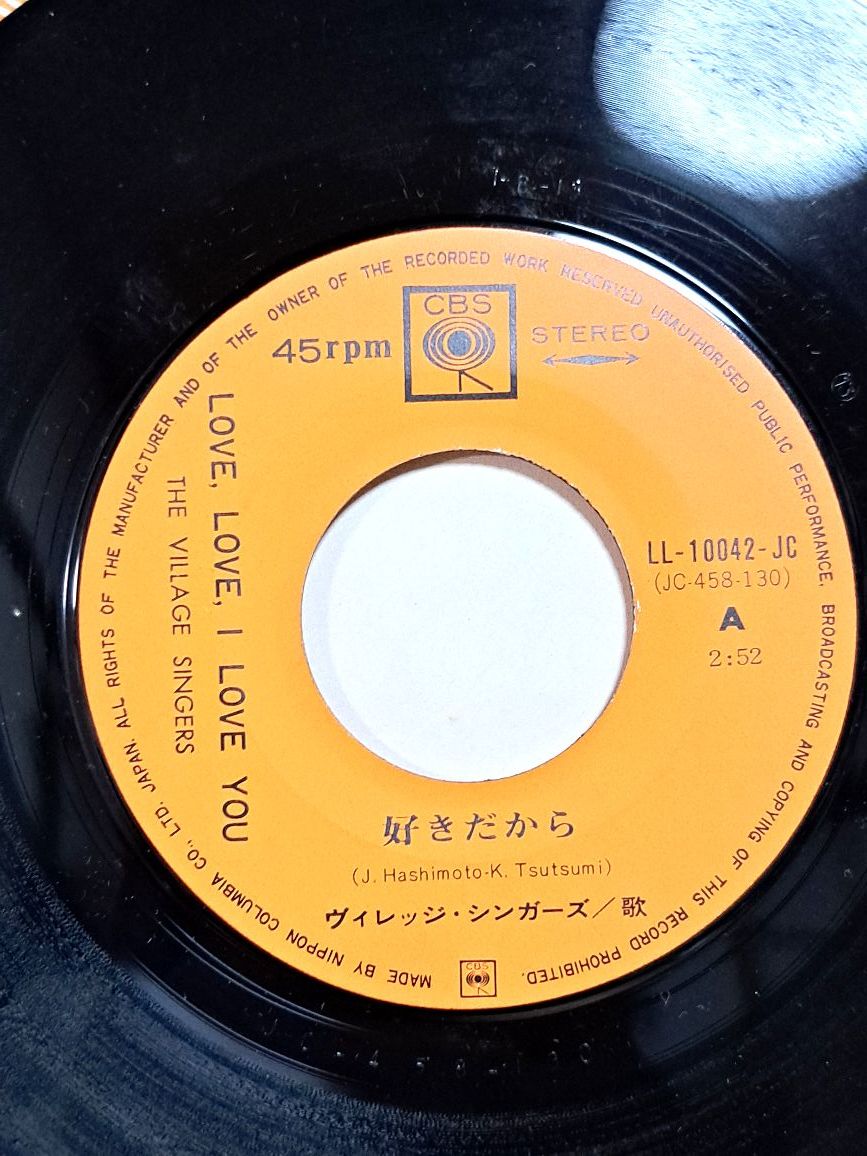 ALL RIGHTS OF THE MANUFACTURER AND OF THE OWNER OF THE RECORDED WORK RESERVED UNAUTHORISED PUBLIC PERFORMANCE, BROADCASTING AND COPYING OF THIS RECORD PROHIBITED.
CBS
45rpm
STEREO
LOVE, LOVE, I LOVE YOU
THE VILLAGE SINGERS
LL-10042-JC
(JC-458-130)
A
2:52
好きだから
(J. Hashimoto-K. Tsutsumi)
ヴィレッジ・シンガーズ／歌
CBS
MADE BY NIPPON COLUMBIA CO., LTD. JAPAN.